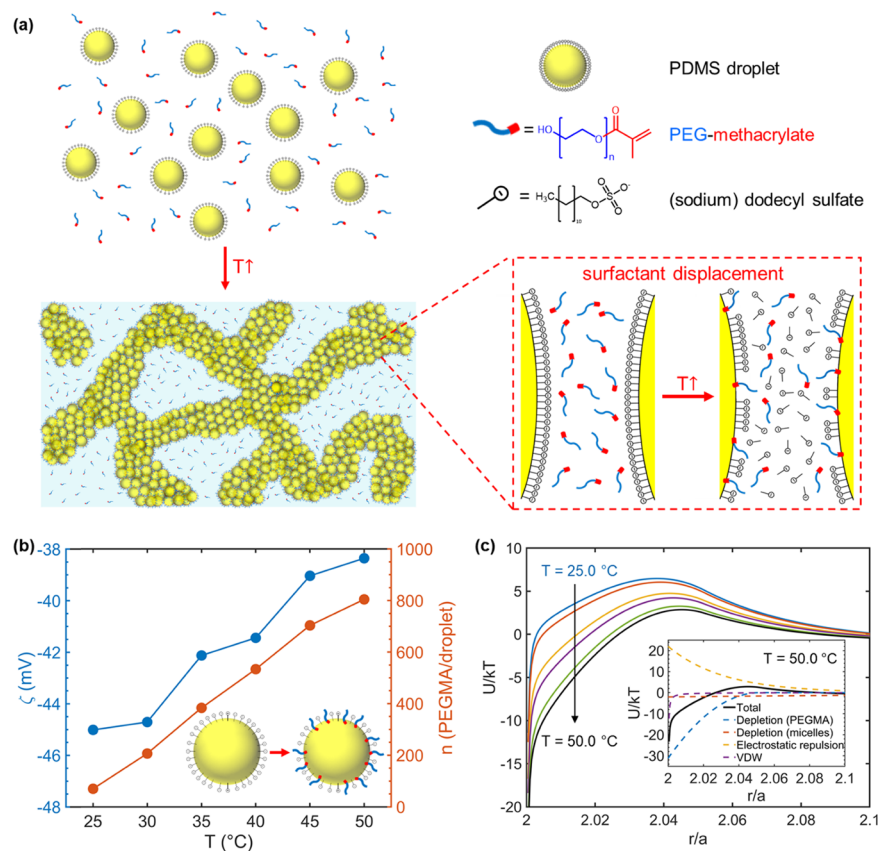 (a)
PDMS droplet
HO
O
O
n
PEG-methacrylate
H₃C
10
O
S
O
O
O⁻
(sodium) dodecyl sulfate
T↑
surfactant displacement
T↑
(b)
-38
-40
-42
-44
-46
-48
ζ (mV)
1000
800
600
400
200
0
n (PEGMA/droplet)
25 30 35 40 45 50
T (°C)
(c)
10
5
0
-5
-10
-15
-20
U/kT
T = 25.0 °C
T = 50.0 °C
2 2.02 2.04 2.06 2.08 2.1
r/a
20
10
0
-10
-20
-30
U/kT
T = 50.0 °C
Total
Depletion (PEGMA)
Depletion (micelles)
Electrostatic repulsion
VDW
2 2.02 2.04 2.06 2.08 2.1
r/a